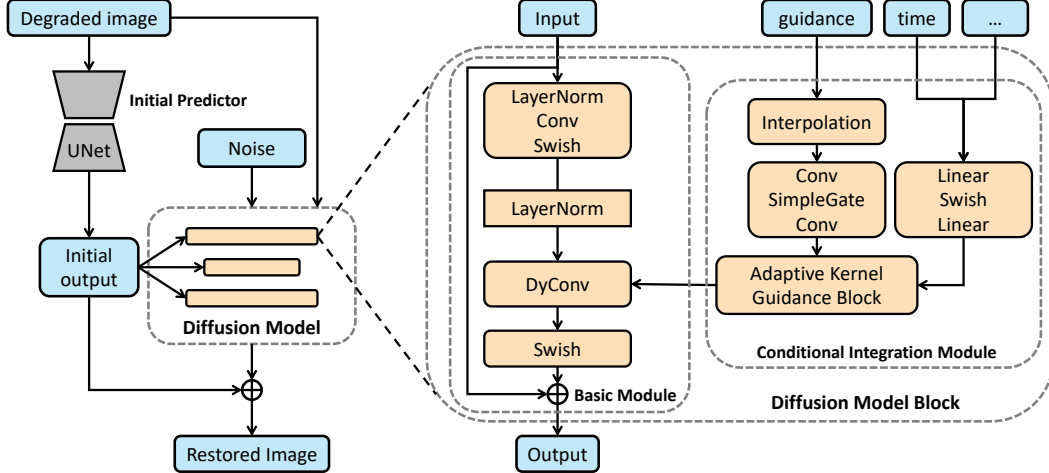 Degraded image
Initial Predictor
UNet
Noise
Initial
output
Diffusion Model
Restored Image
Input
LayerNorm
Conv
Swish
LayerNorm
DyConv
Swish
Basic Module
Output
guidance
time
...
Interpolation
Conv
SimpleGate
Conv
Linear
Swish
Linear
Adaptive Kernel
Guidance Block
Conditional Integration Module
Diffusion Model Block